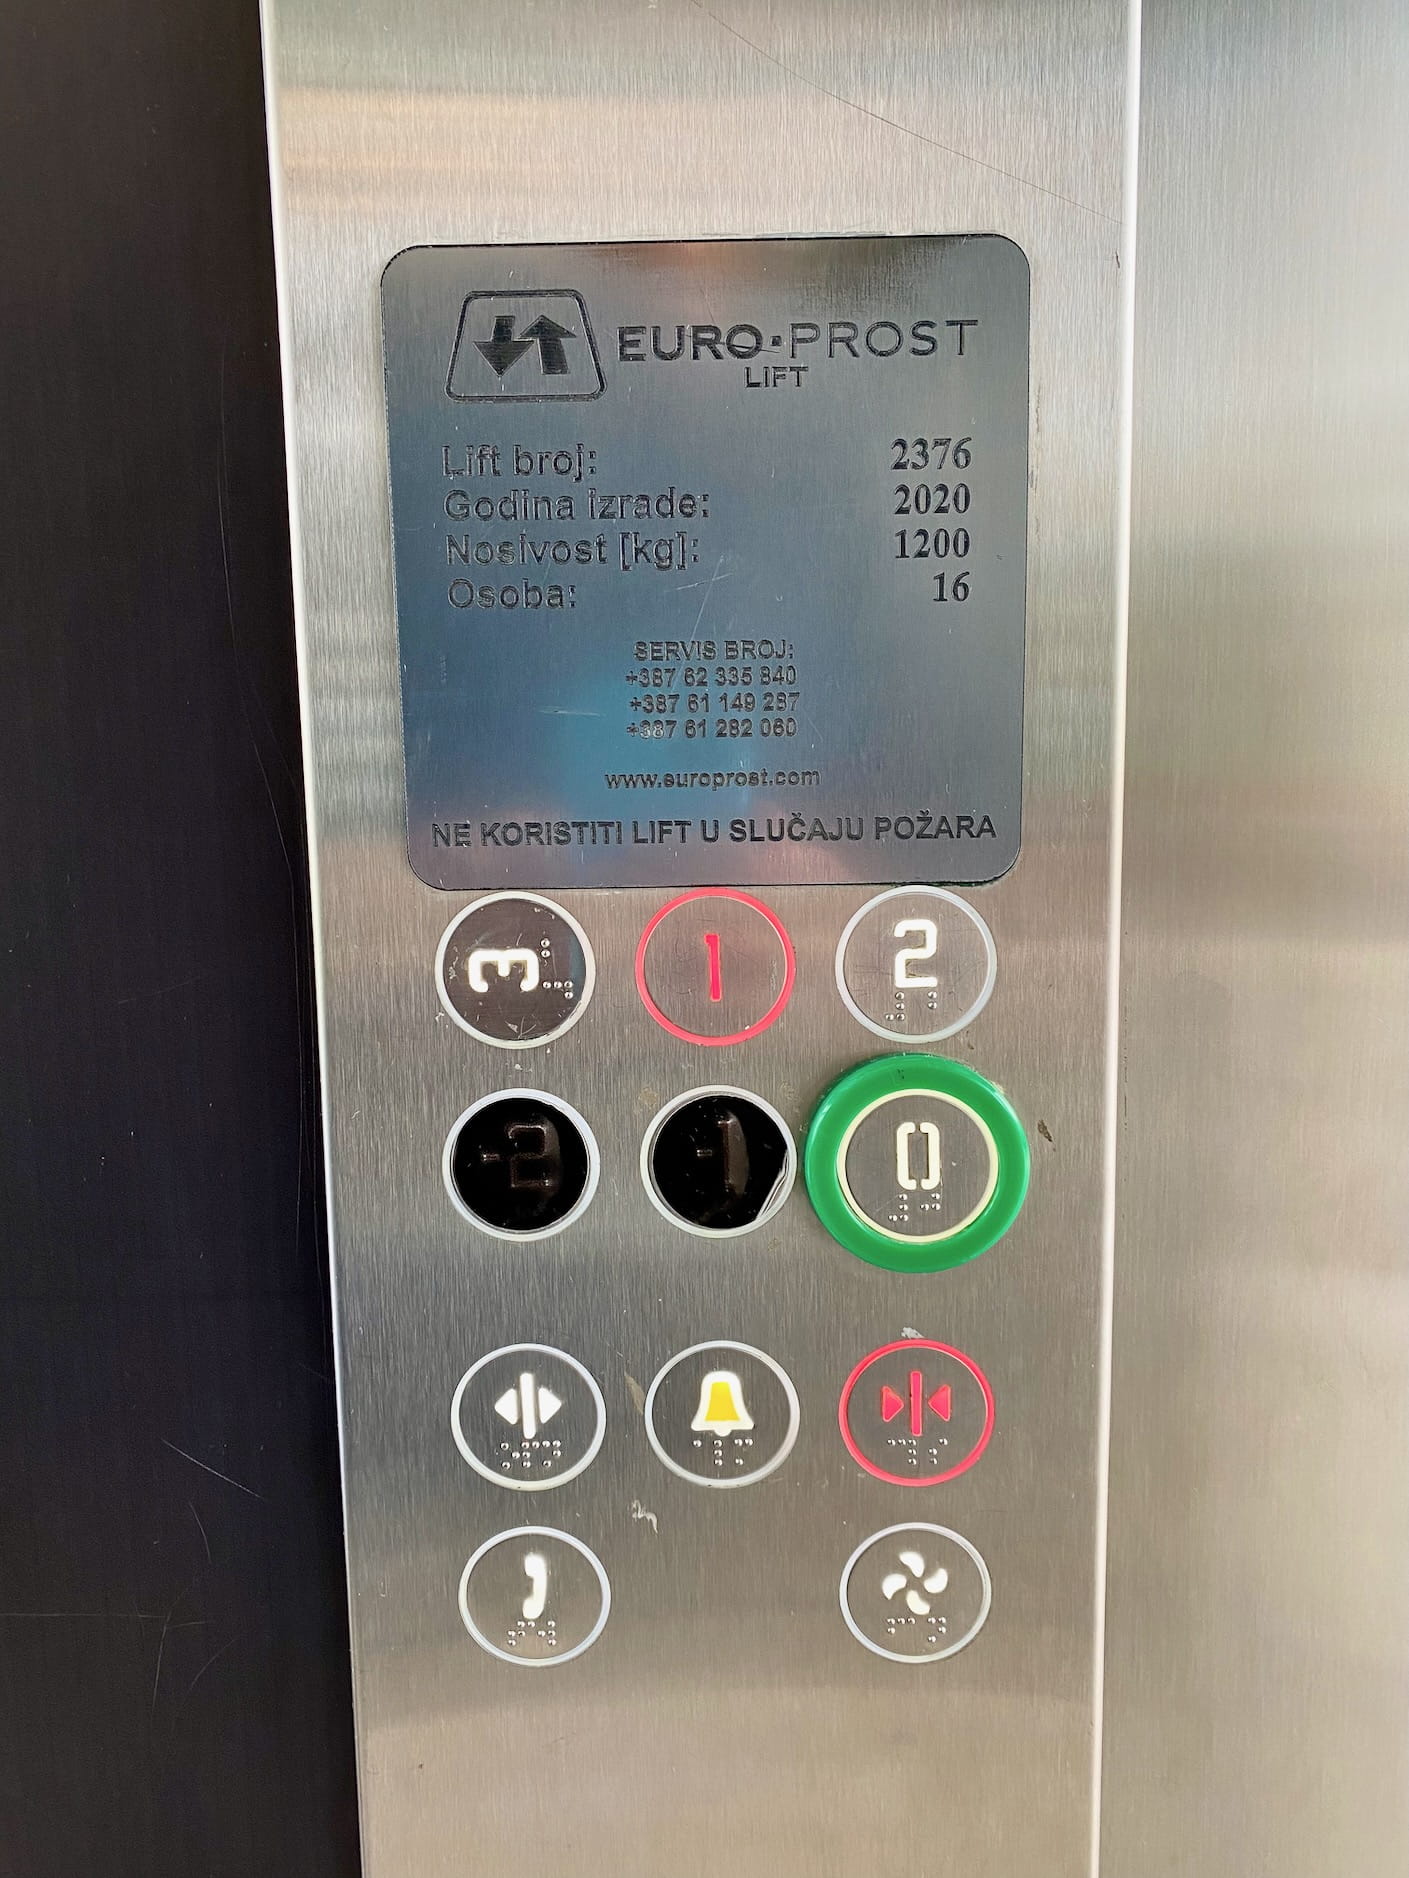 EURO·PROST
LIFT
Lift broj: 2376
Godina izrade: 2020
Nosivost [kg]: 1200
Osoba: 16
SERVIS BROJ:
+387 62 335 840
+387 61 149 287
+387 61 282 060
www.europrost.com
NE KORISTITI LIFT U SLUČAJU POŽARA
3 1 2
-2 -1 0